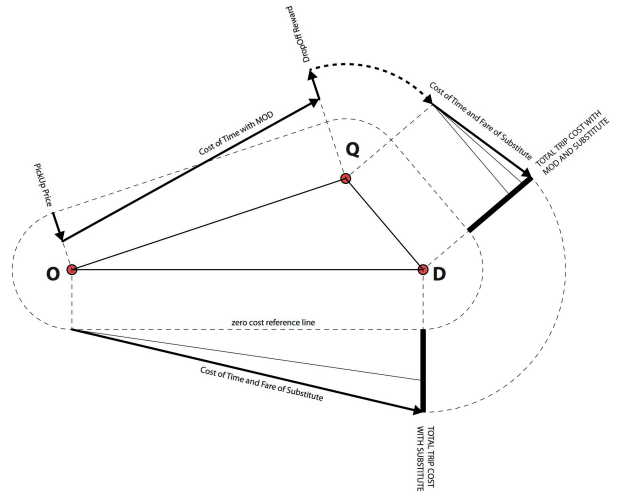 DropOff Reward
Cost of Time and Fare of Substitute
Cost of Time with MOD
TOTAL TRIP COST WITH
MOD AND SUBSTITUTE
Q
PickUp Price
O
D
zero cost reference line
Cost of Time and Fare of Substitute
TOTAL TRIP COST
WITH SUBSTITUTE